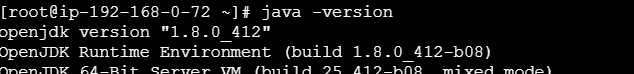 [root@ip-192-168-0-72 ~]# java -version
openjdk version "1.8.0_412"
OpenJDK Runtime Environment (build 1.8.0_412-b08)
OpenJDK 64-Bit Server VM (build 25.412-b08, mixed mode)